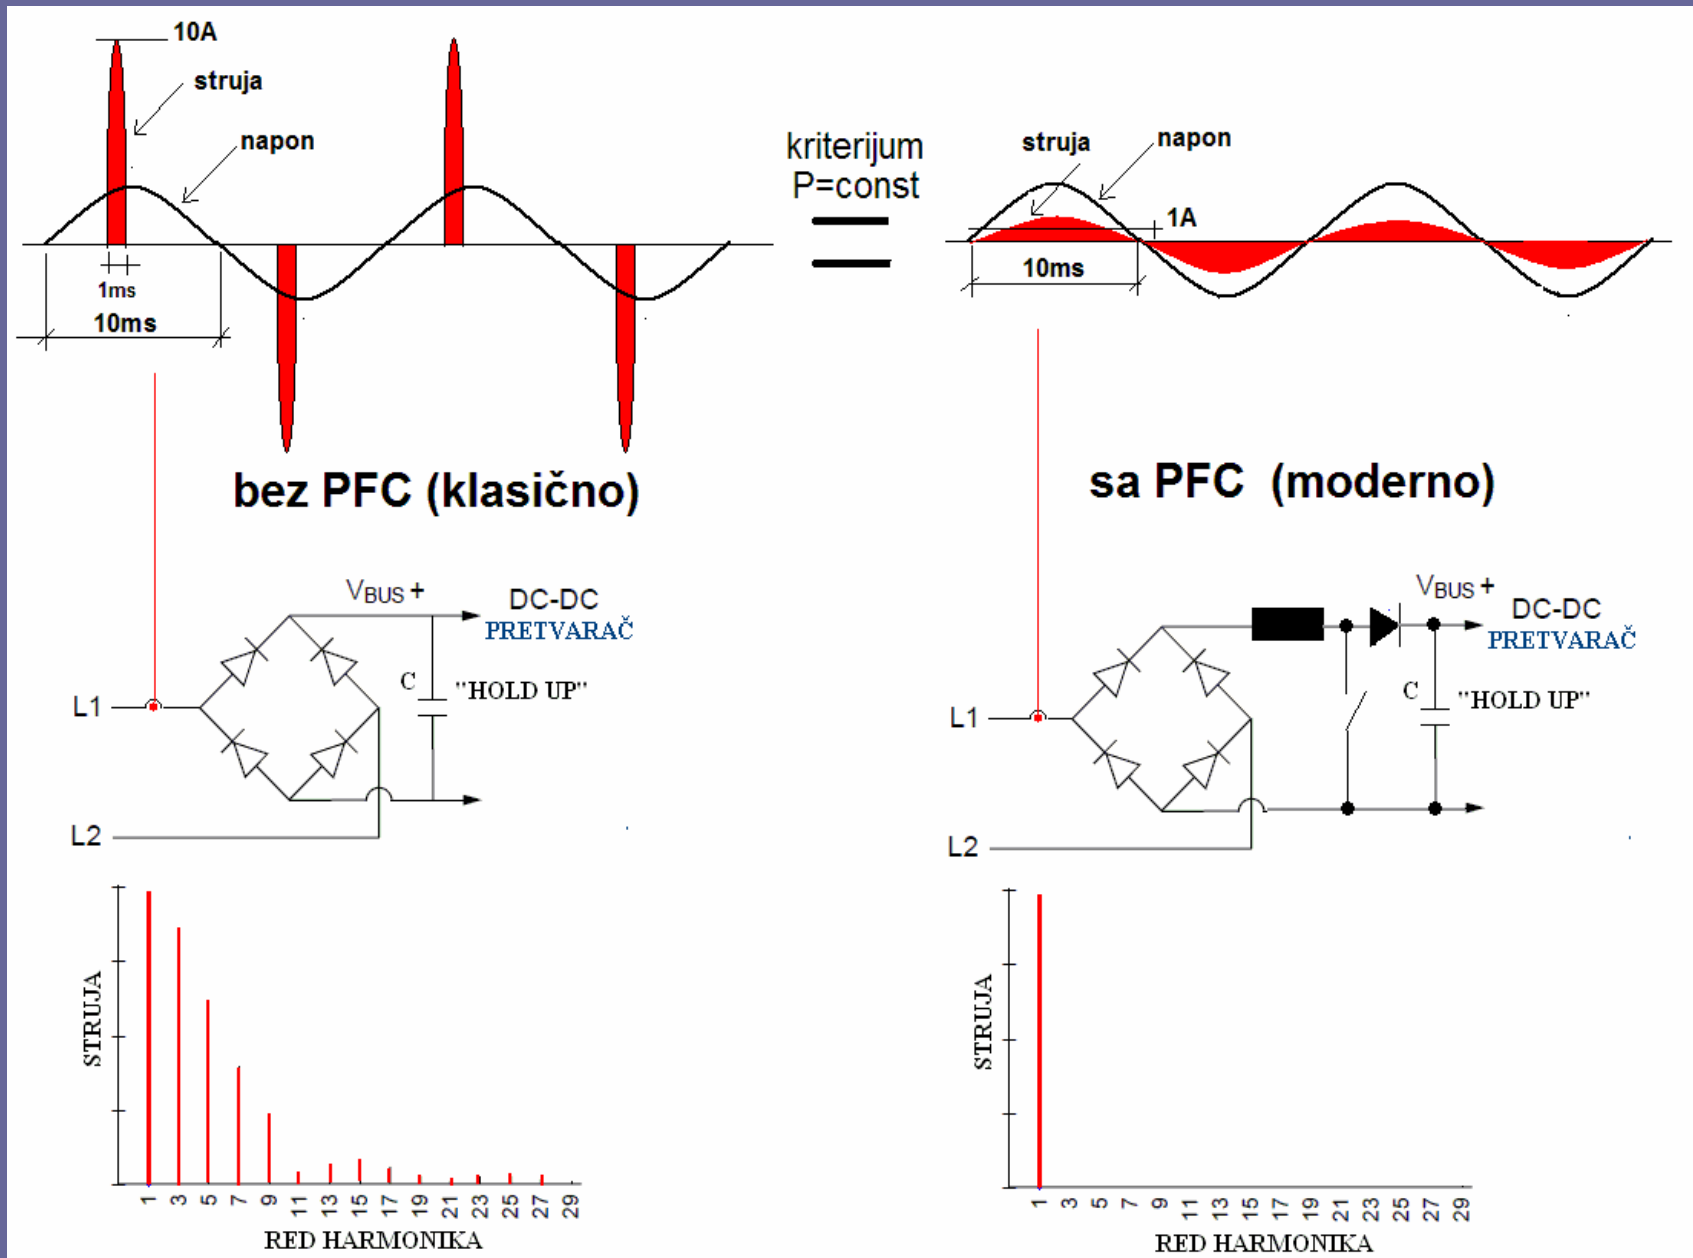 10A
struja
napon
1ms
10ms
kriterijum
P=const
struja
napon
1A
10ms
bez PFC (klasično)
sa PFC (moderno)
VBUS +
DC-DC
PRETVARAČ
C
"HOLD UP"
L1
L2
VBUS +
DC-DC
PRETVARAČ
C
"HOLD UP"
L1
L2
STRUJA
1 3 5 7 9 11 13 15 17 19 21 23 25 27 29
RED HARMONIKA
STRUJA
1 3 5 7 9 11 13 15 17 19 21 23 25 27 29
RED HARMONIKA